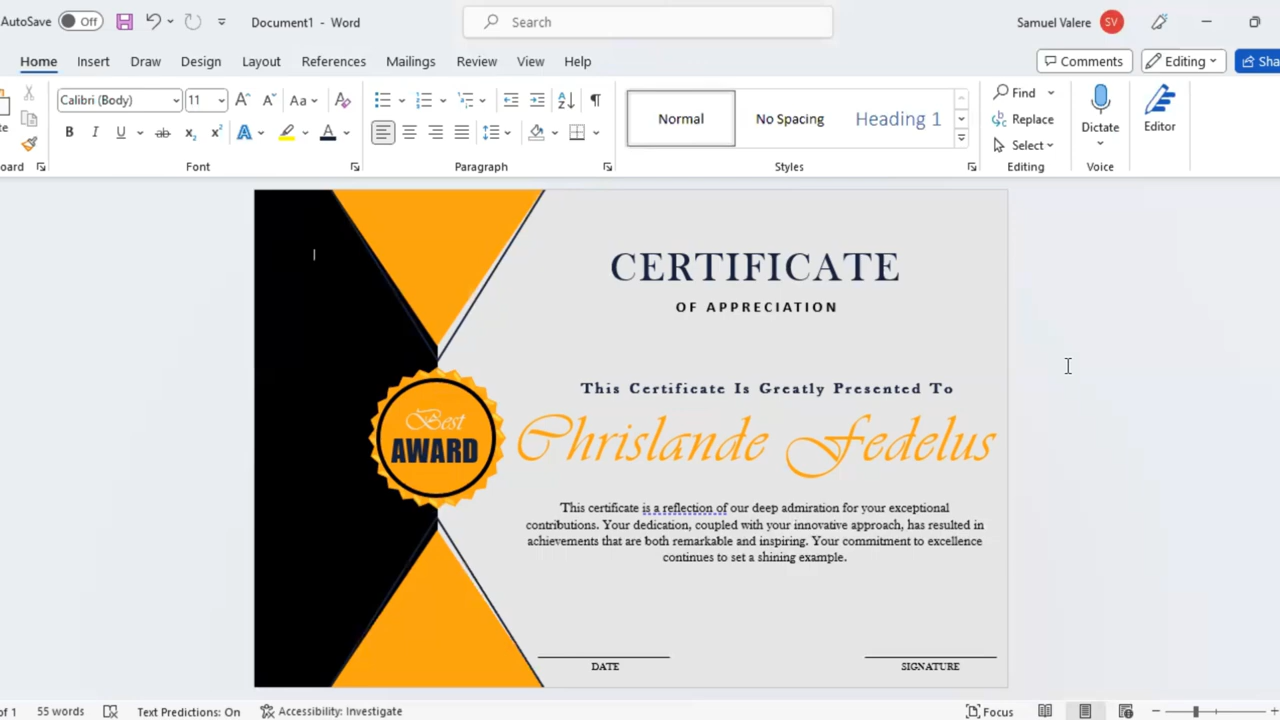 AutoSave Off Document1 - Word Search Samuel Valere SV
Home Insert Draw Design Layout References Mailings Review View Help Comments Editing Sha
Calibri (Body) 11 Aa Normal No Spacing Heading 1 Find Replace Select Dictate Editor
oard Font Paragraph Styles Editing Voice
CERTIFICATE
OF APPRECIATION
This Certificate Is Greatly Presented To
Chrislande Fedelus
Best
AWARD
This certificate is a reflection of our deep admiration for your exceptional
contributions. Your dedication, coupled with your innovative approach, has resulted in
achievements that are both remarkable and inspiring. Your commitment to excellence
continues to set a shining example.
DATE SIGNATURE
of 1 55 words Text Predictions: On Accessibility: Investigate Focus